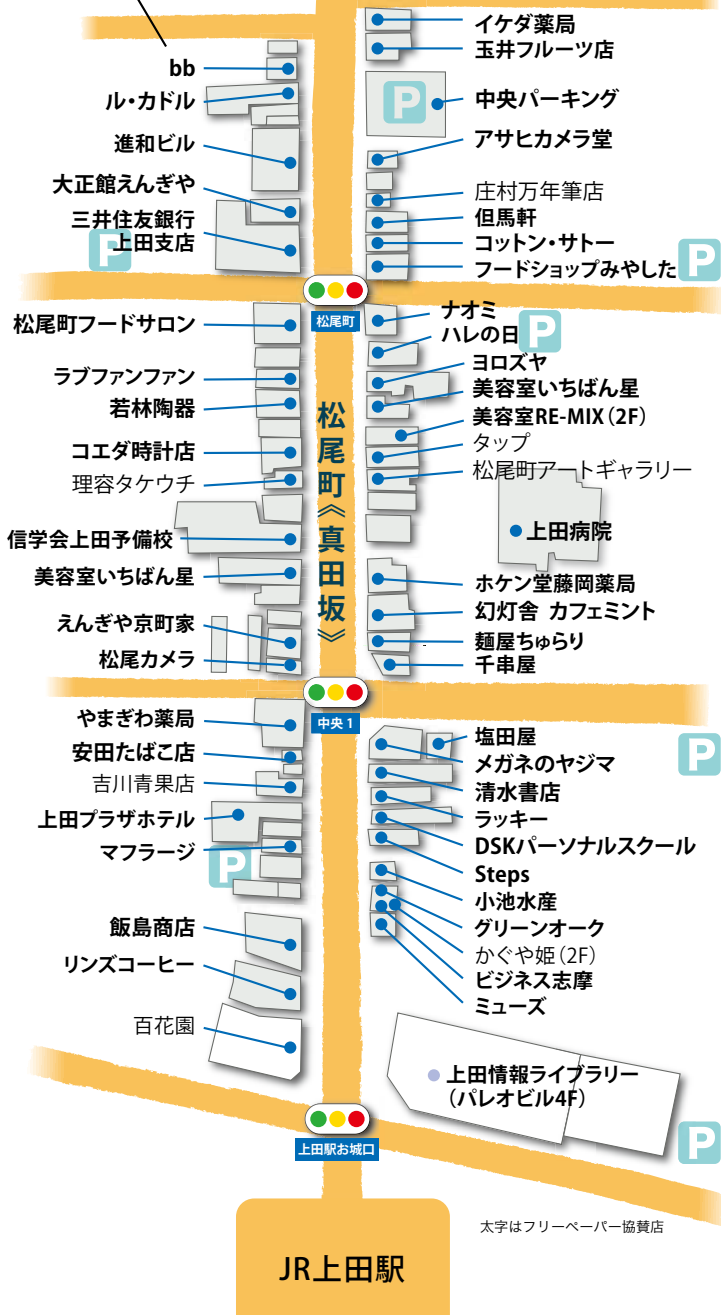 bb
ル・カドル
進和ビル
大正館えんぎや
三井住友銀行
上田支店
P
イケダ薬局
玉井フルーツ店
P
中央パーキング
アサヒカメラ堂
庄村万年筆店
但馬軒
コットン・サトー
フードショップみやした
P
松尾町
松尾町フードサロン
ラブファンファン
若林陶器
コエダ時計店
理容タケウチ
信学会上田予備校
美容室いちばん星
えんぎや京町家
松尾カメラ
松尾町《真田坂》
ナオミ
ハレの日
P
ヨロズヤ
美容室いちばん星
美容室RE-MIX（2F）
タップ
松尾町アートギャラリー
上田病院
ホケン堂藤岡薬局
幻灯舎 カフェミント
麺屋ちゅらり
千串屋
中央1
やまぎわ薬局
安田たばこ店
吉川青果店
上田プラザホテル
マフラージ
P
飯島商店
リンズコーヒー
百花園
塩田屋
P
メガネのヤジマ
清水書店
ラッキー
DSKパーソナルスクール
Steps
小池水産
グリーンオーク
かぐや姫（2F）
ビジネス志摩
ミューズ
上田情報ライブラリー
（パレオビル4F）
P
上田駅お城口
太字はフリーペーパー協賛店
JR上田駅